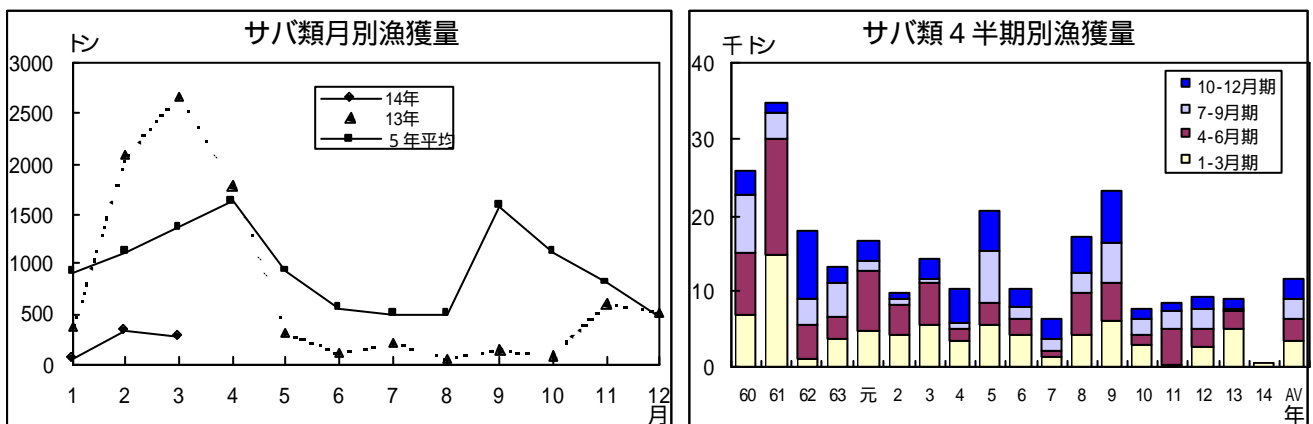 サバ類月別漁獲量
トン
3000
2500
2000
1500
1000
500
0
14年
13年
5年平均
1 2 3 4 5 6 7 8 9 10 11 12
月
サバ類4半期別漁獲量
千トン
40
30
20
10
0
10-12月期
7-9月期
4-6月期
1-3月期
60 61 62 63 元 2 3 4 5 6 7 8 9 10 11 12 13 14 AV
年